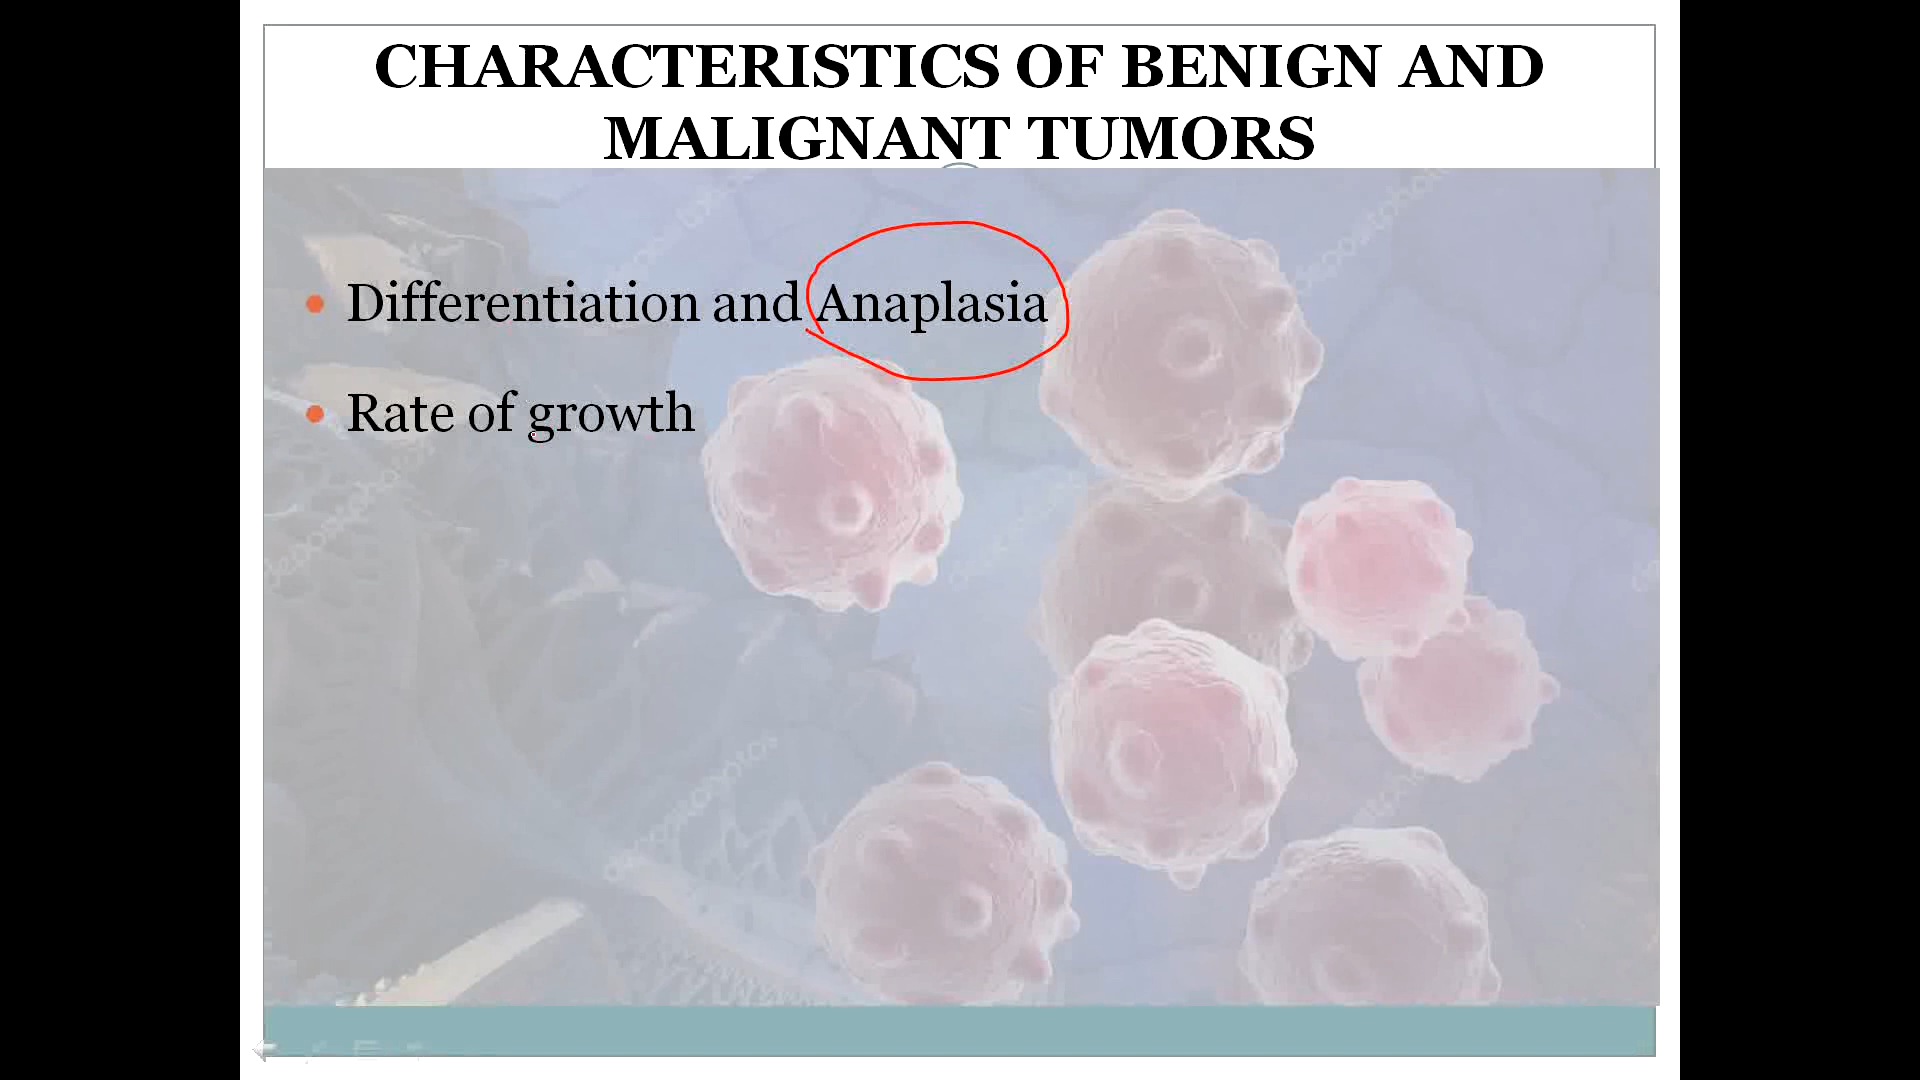 CHARACTERISTICS OF BENIGN AND
MALIGNANT TUMORS
• Differentiation and Anaplasia
• Rate of growth